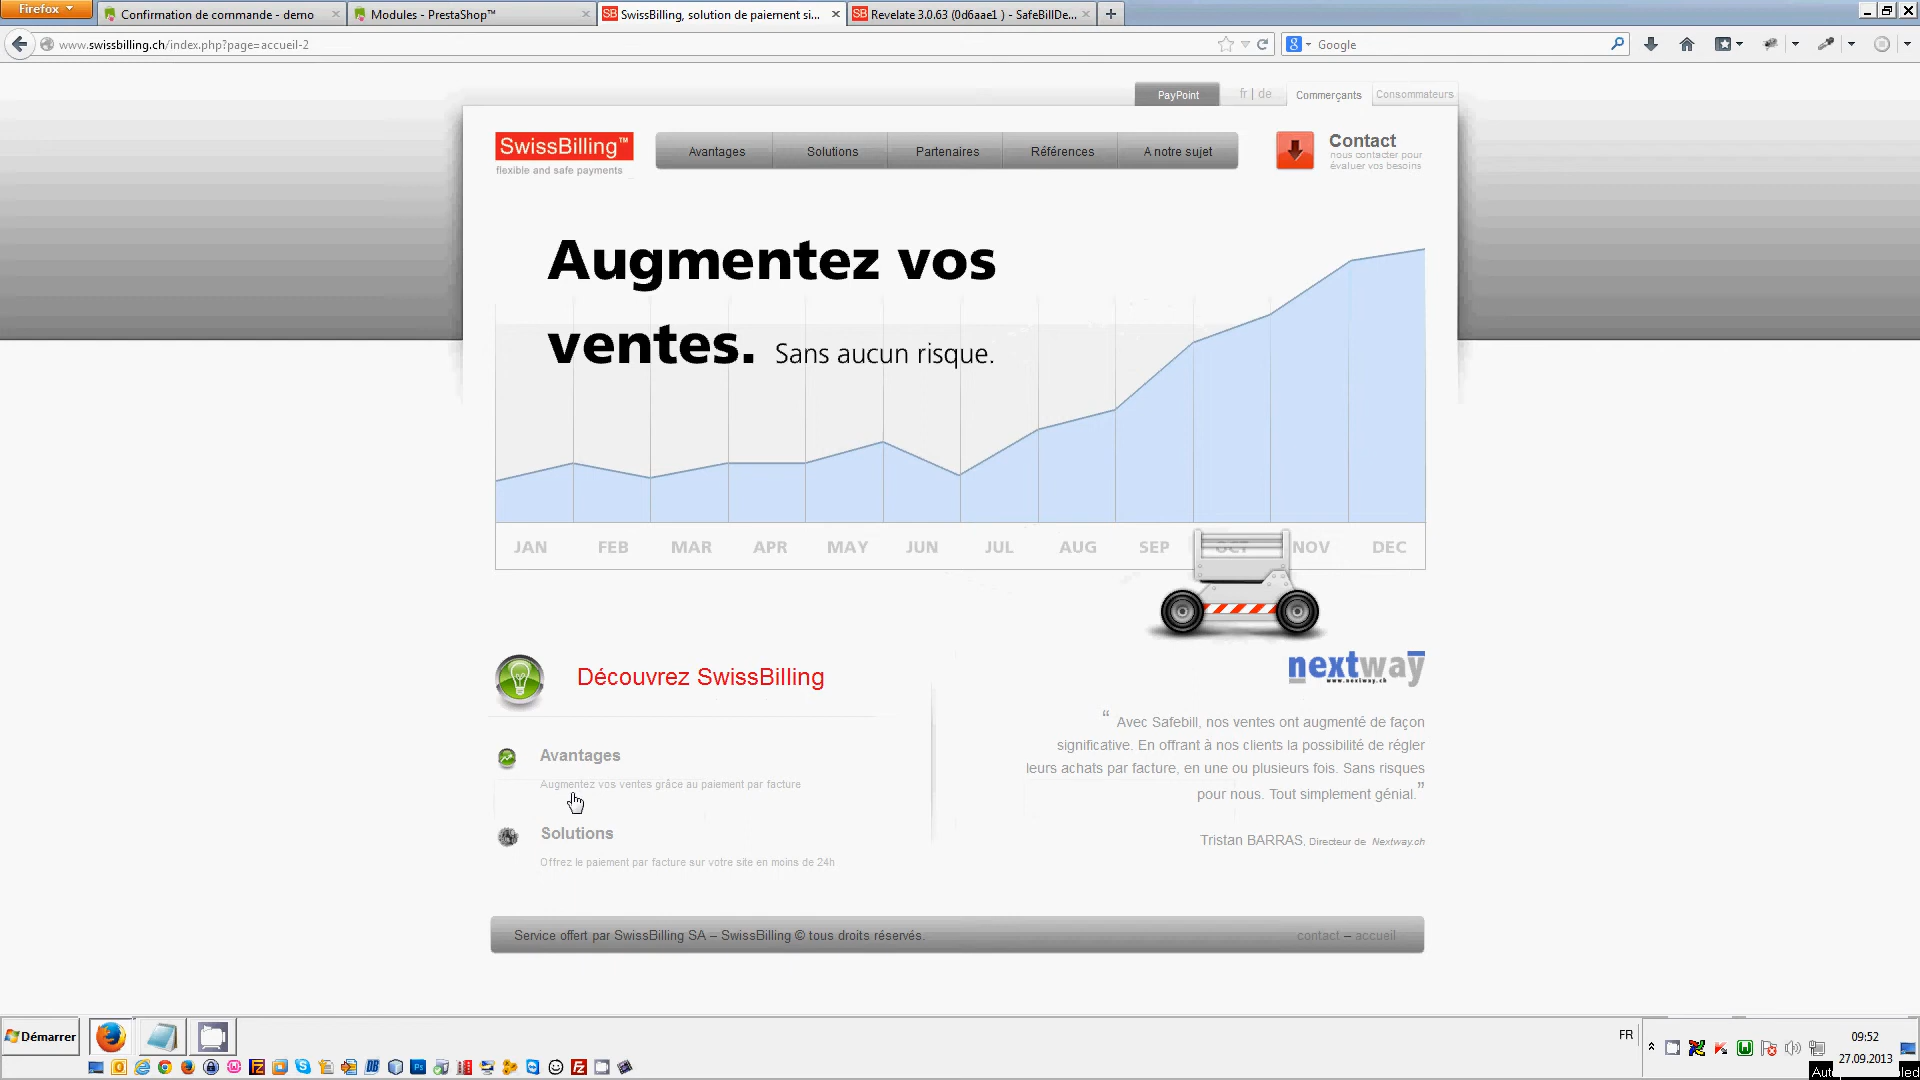 Firefox
Confirmation de commande - demo
Modules - PrestaShop™
SwissBilling, solution de paiement si...
Revelate 3.0.63 (0d6aae1 ) - SafeBillDe...
www.swissbilling.ch/index.php?page=accueil-2
Google
PayPoint
fr | de
Commerçants
Consommateurs
SwissBilling™
flexible and safe payments
Avantages
Solutions
Partenaires
Références
A notre sujet
Contact
nous contacter pour
évaluer vos besoins
Augmentez vos
ventes. Sans aucun risque.
JAN FEB MAR APR MAY JUN JUL AUG SEP OCT NOV DEC
Découvrez SwissBilling
Avantages
Augmentez vos ventes grâce au paiement par facture
Solutions
Offrez le paiement par facture sur votre site en moins de 24h
nextway
www.nextway.ch
“ Avec Safebill, nos ventes ont augmenté de façon
significative. En offrant à nos clients la possibilité de régler
leurs achats par facture, en une ou plusieurs fois. Sans risques
pour nous. Tout simplement génial.”
Tristan BARRAS, Directeur de Nextway.ch
Service offert par SwissBilling SA – SwissBilling © tous droits réservés.
contact – accueil
Démarrer
FR
09:52
27.09.2013